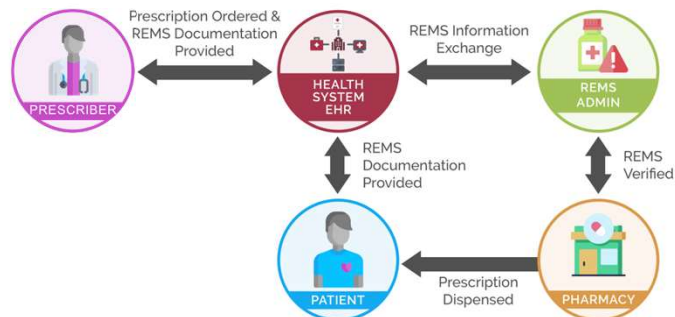 Prescription Ordered &
REMS Documentation
Provided
REMS Information
Exchange
PRESCRIBER
HEALTH
SYSTEM
EHR
REMS
ADMIN
REMS
Documentation
Provided
REMS
Verified
PATIENT
Prescription
Dispensed
PHARMACY